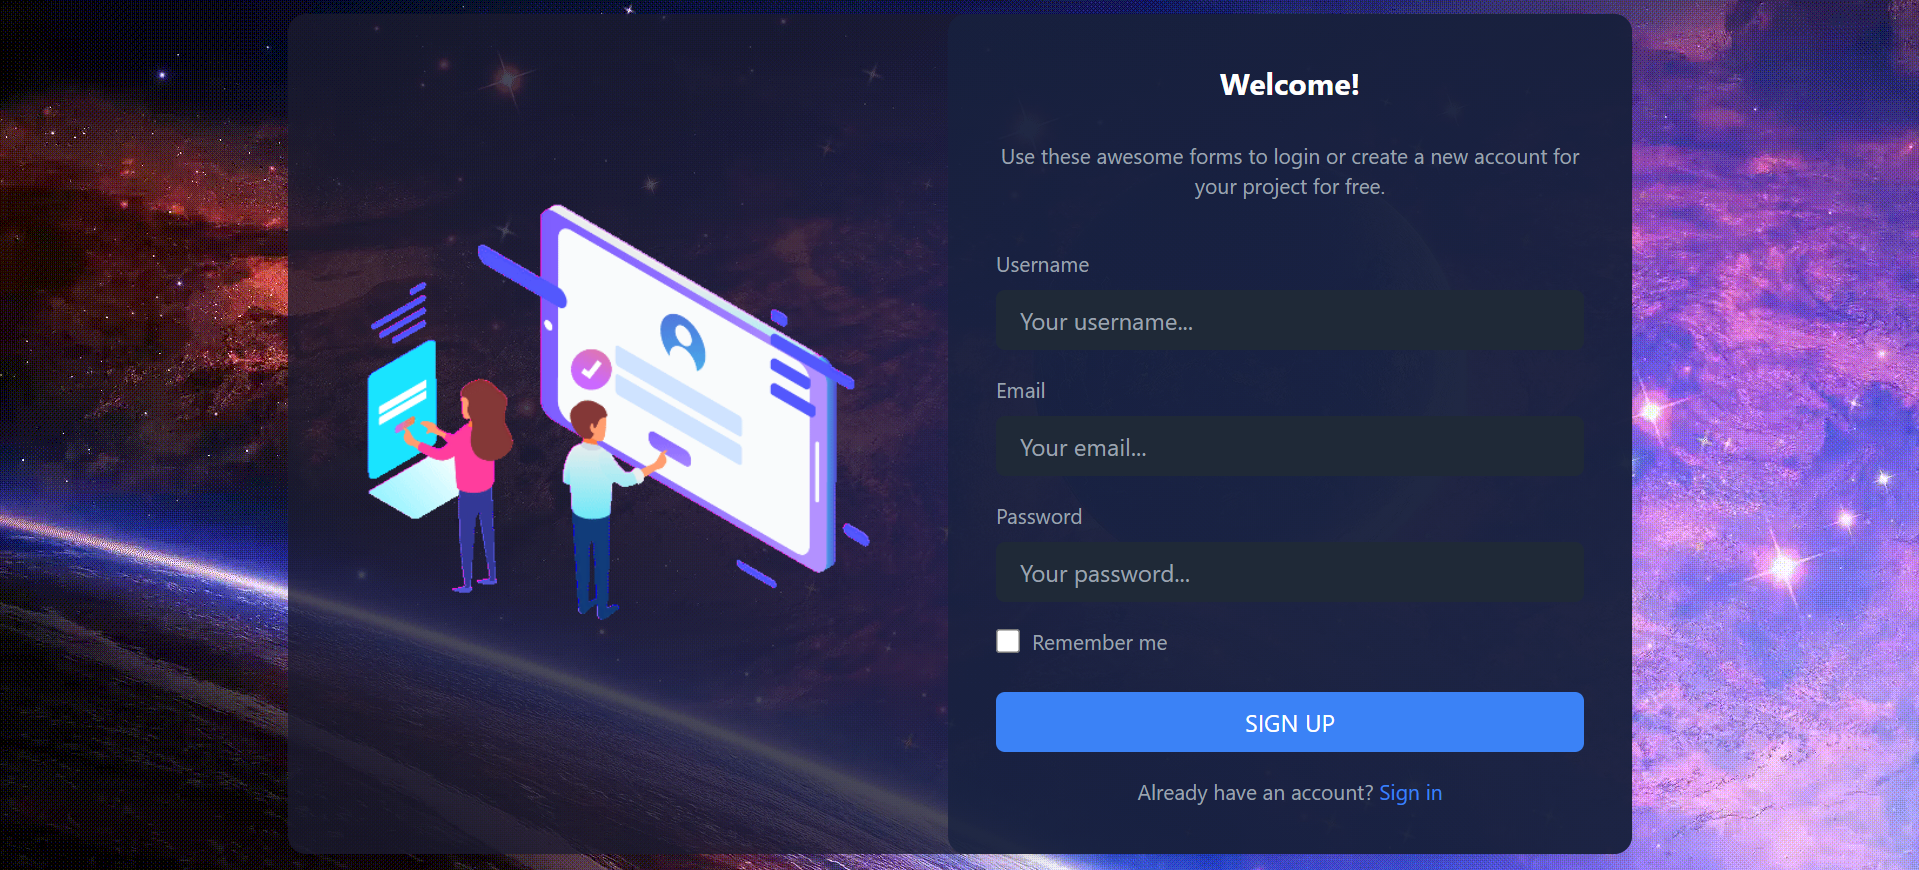 Welcome!
Use these awesome forms to login or create a new account for
your project for free.
Username
Your username...
Email
Your email...
Password
Your password...
Remember me
SIGN UP
Already have an account? Sign in